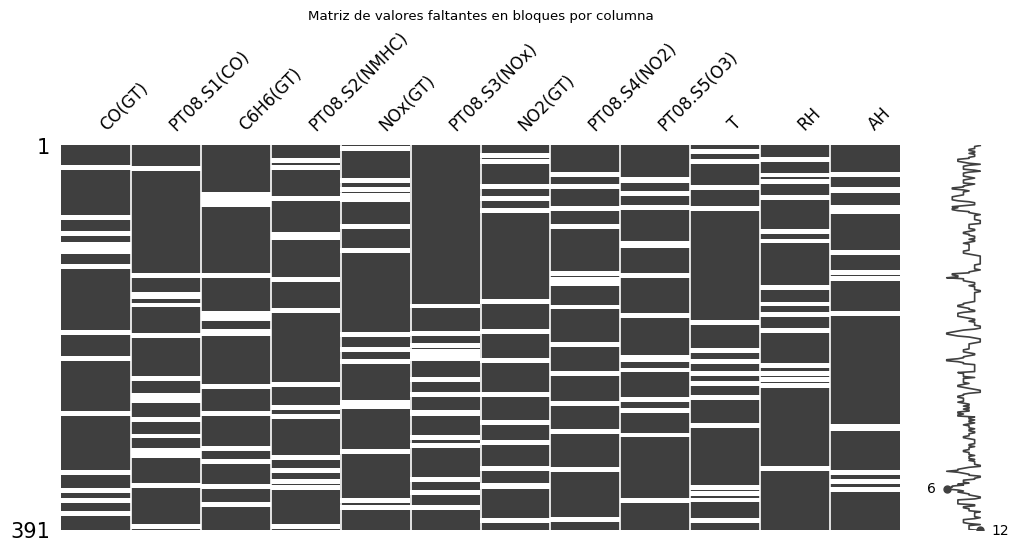 Matriz de valores faltantes en bloques por columna
CO(GT)
PT08.S1(CO)
C6H6(GT)
PT08.S2(NMHC)
NOx(GT)
PT08.S3(NOx)
NO2(GT)
PT08.S4(NO2)
PT08.S5(O3)
T
RH
AH
1
6
391
12